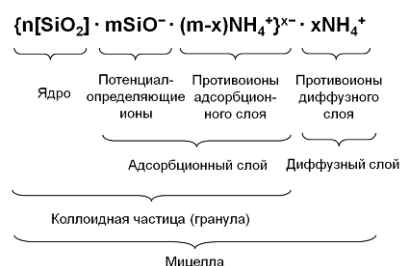 {n[SiO₂] · mSiO⁻ · (m-x)NH₄⁺}ˣ⁻ · xNH₄⁺
Ядро
Потенциал-
определяющие
ионы
Противоионы
адсорбцион-
ного слоя
Противоионы
диффузного
слоя
Адсорбционный слой
Диффузный слой
Коллоидная частица (гранула)
Мицелла